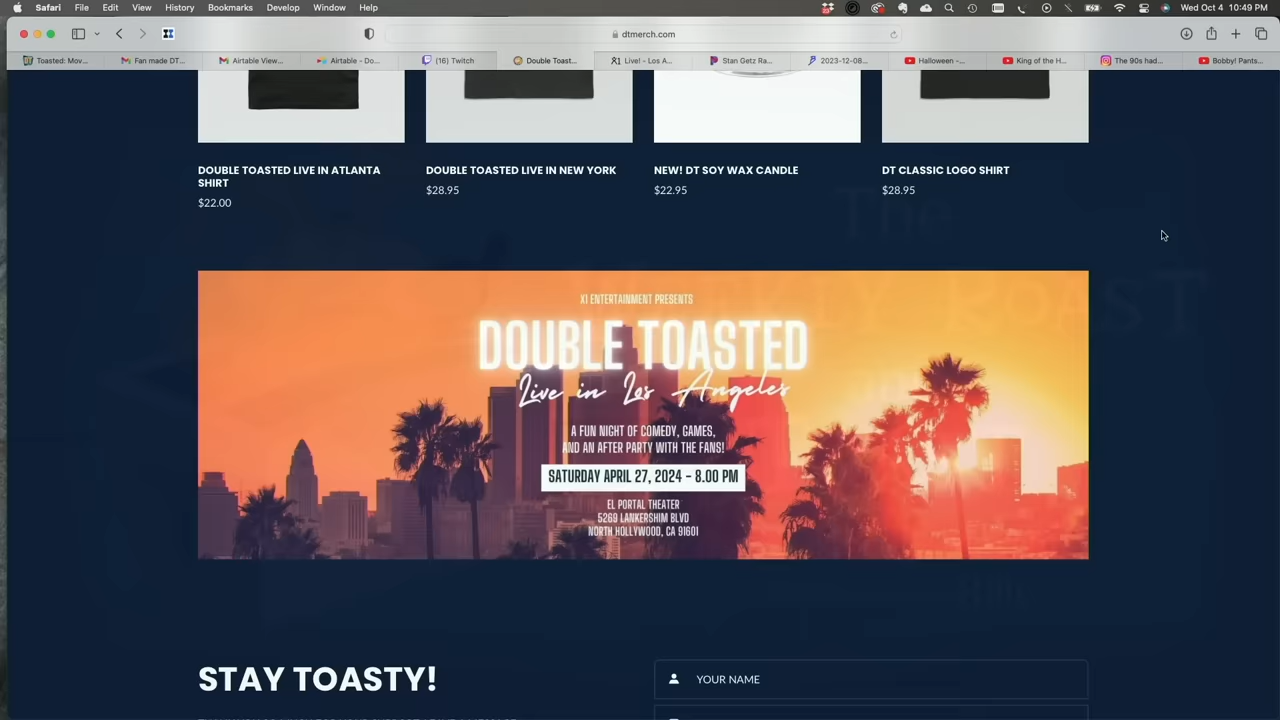 Safari File Edit View History Bookmarks Develop Window Help Wed Oct 4 10:49 PM
dtmerch.com
Toasted: Mov... Fan made DT... Airtable View... Airtable - Do... (16) Twitch Double Toast... Live! - Los A... Stan Getz Ra... 2023-12-08... Halloween -... King of the H... The 90s had... Bobby! Pants...
DOUBLE TOASTED LIVE IN ATLANTA
SHIRT
$22.00
DOUBLE TOASTED LIVE IN NEW YORK
$28.95
NEW! DT SOY WAX CANDLE
$22.95
DT CLASSIC LOGO SHIRT
$28.95
The
WEEKLY ROAST
X1 ENTERTAINMENT PRESENTS
DOUBLE TOASTED
Live in Los Angeles
A FUN NIGHT OF COMEDY, GAMES,
AND AN AFTER PARTY WITH THE FANS!
SATURDAY APRIL 27, 2024 - 8.00 PM
EL PORTAL THEATER
5269 LANKERSHIM BLVD
NORTH HOLLYWOOD, CA 91601
STAY TOASTY!
YOUR NAME